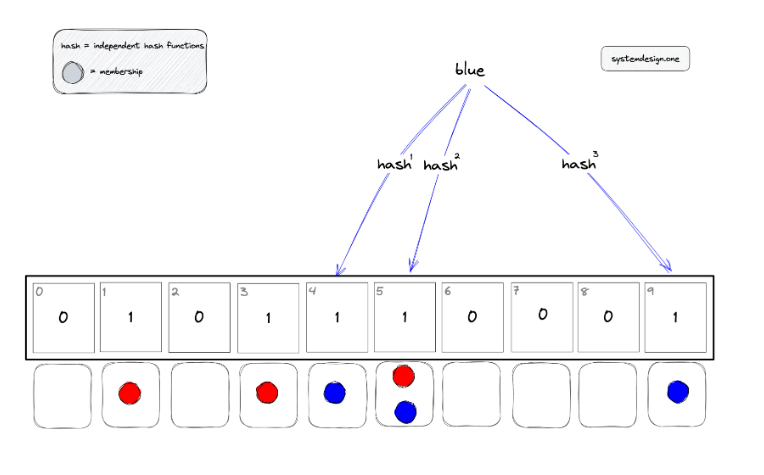 hash = independent hash functions
= membership
systemdesign.one
blue
hash1 hash2 hash3
0 1 2 3 4 5 6 7 8 9
0 1 0 1 1 1 0 0 0 1